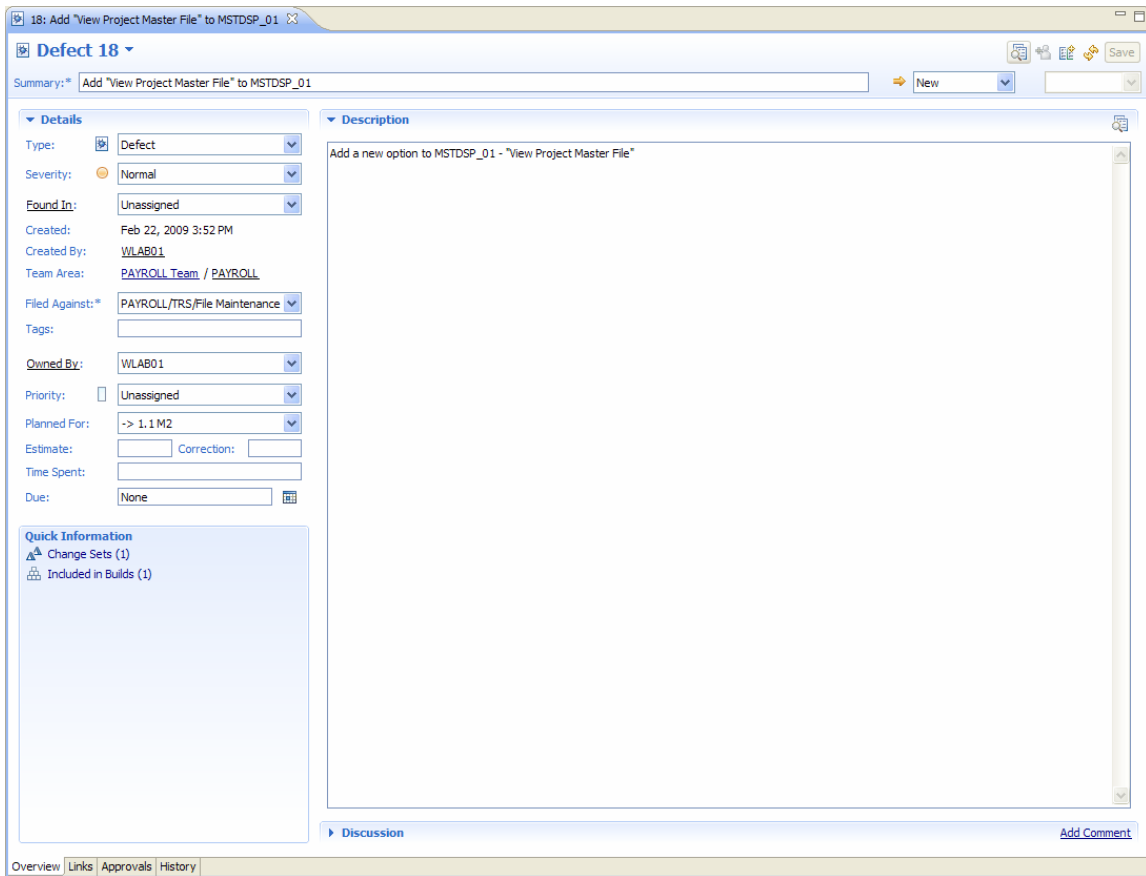 18: Add "View Project Master File" to MSTDSP_01
Defect 18
Save
Summary:* Add "View Project Master File" to MSTDSP_01 New
Details
Type: Defect
Severity: Normal
Found In: Unassigned
Created: Feb 22, 2009 3:52 PM
Created By: WLAB01
Team Area: PAYROLL Team / PAYROLL
Filed Against:* PAYROLL/TRS/File Maintenance
Tags:
Owned By: WLAB01
Priority: Unassigned
Planned For: -> 1.1 M2
Estimate: Correction:
Time Spent:
Due: None
Quick Information
Change Sets (1)
Included in Builds (1)
Description
Add a new option to MSTDSP_01 - "View Project Master File"
Discussion Add Comment
Overview Links Approvals History